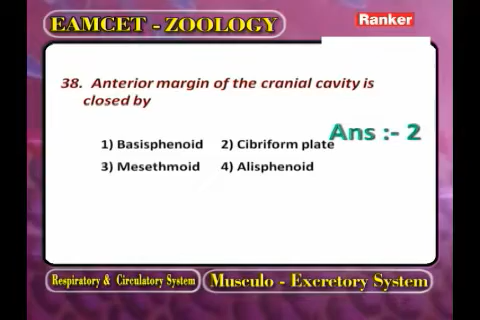 EAMCET - ZOOLOGY
Ranker
38. Anterior margin of the cranial cavity is
closed by
Ans :- 2
1) Basisphenoid 2) Cibriform plate
3) Mesethmoid 4) Alisphenoid
Respiratory & Circulatory System
Musculo - Excretory System